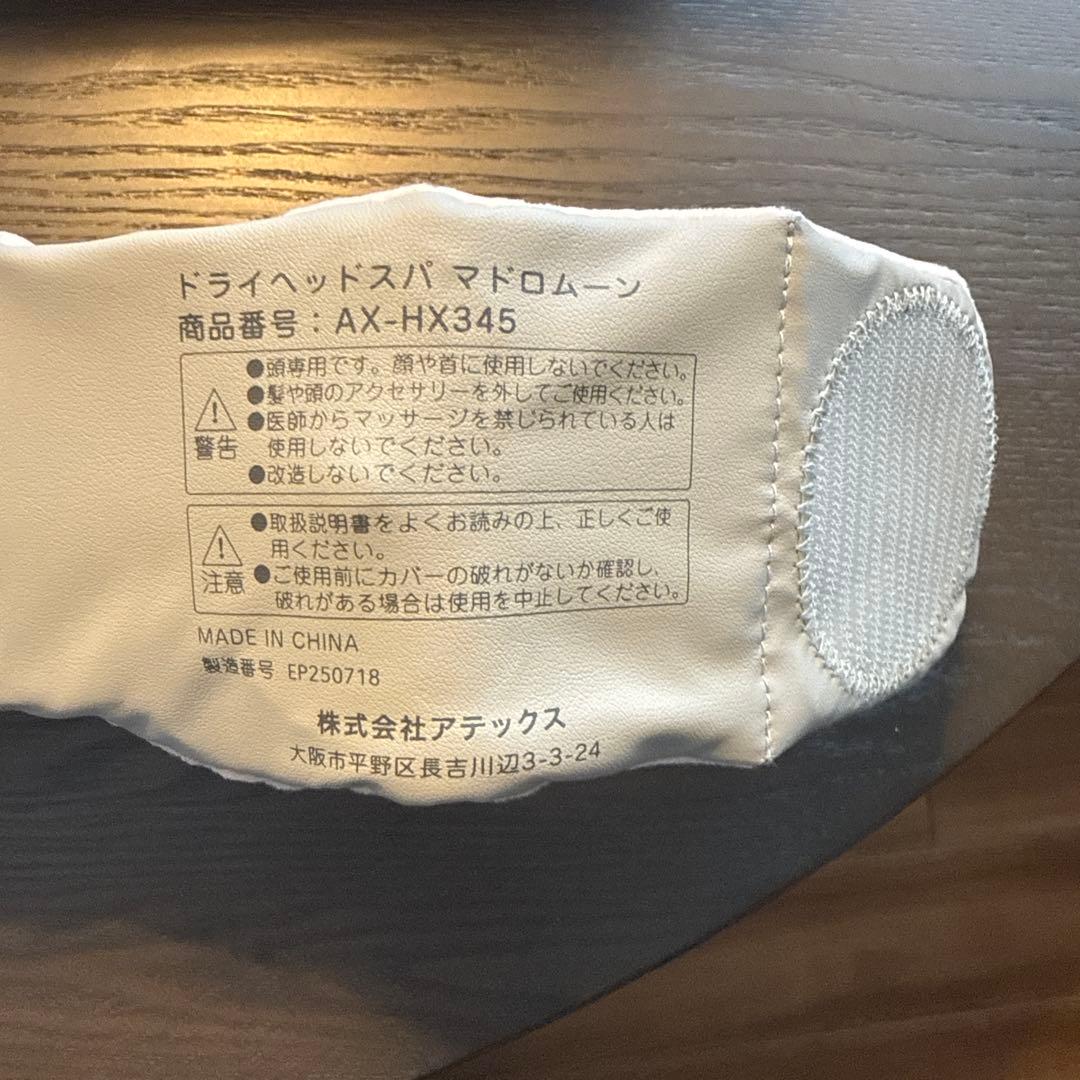 ドライヘッドスパ マドロムーン
商品番号：AX-HX345
●頭専用です。顔や首に使用しないでください。
●髪や頭のアクセサリーを外してご使用ください。
●医師からマッサージを禁じられている人は
使用しないでください。
●改造しないでください。
警告
●取扱説明書をよくお読みの上、正しくご使
用ください。
●ご使用前にカバーの破れがないか確認し、
破れがある場合は使用を中止してください。
注意
MADE IN CHINA
製造番号 EP250718
株式会社アテックス
大阪市平野区長吉川辺3-3-24